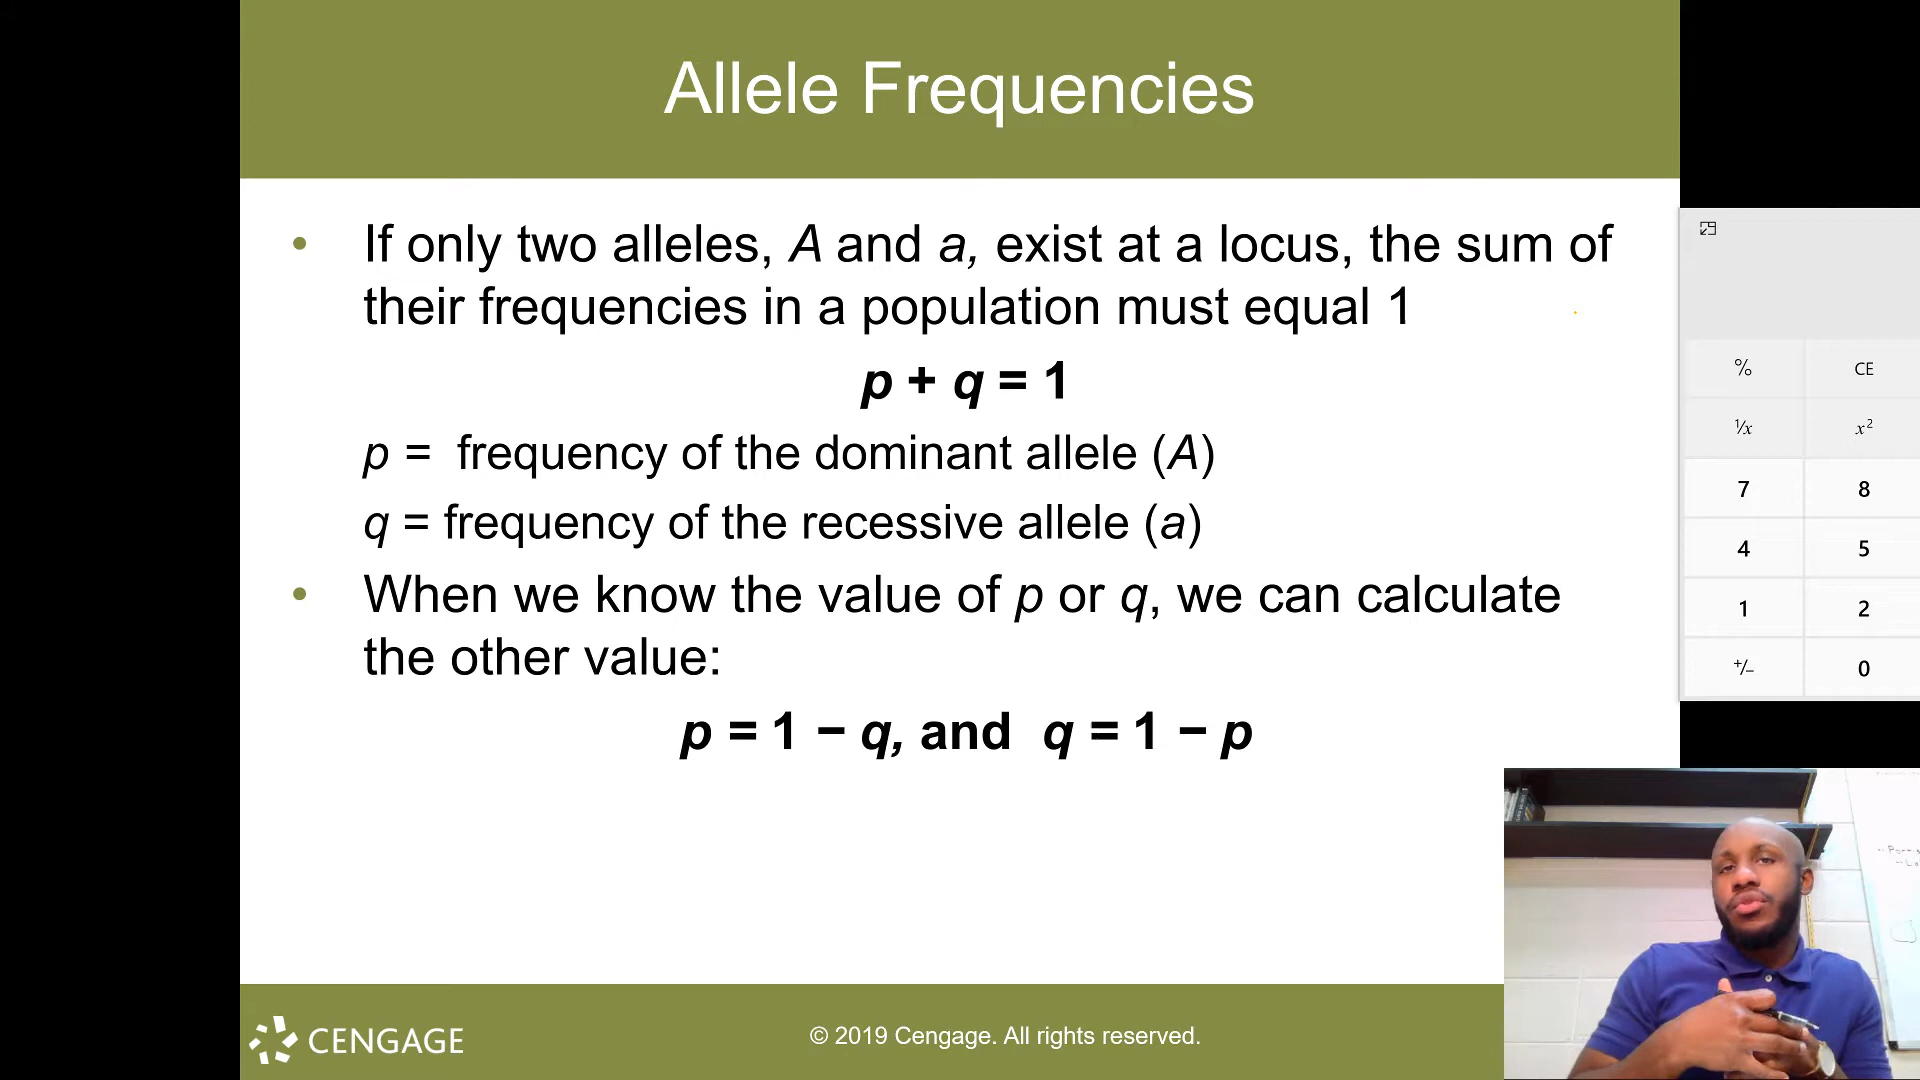 Allele Frequencies
• If only two alleles, A and a, exist at a locus, the sum of
their frequencies in a population must equal 1
p + q = 1
p = frequency of the dominant allele (A)
q = frequency of the recessive allele (a)
• When we know the value of p or q, we can calculate
the other value:
p = 1 − q, and q = 1 − p
CENGAGE
© 2019 Cengage. All rights reserved.
% CE
1/x x²
7 8
4 5
1 2
+/− 0